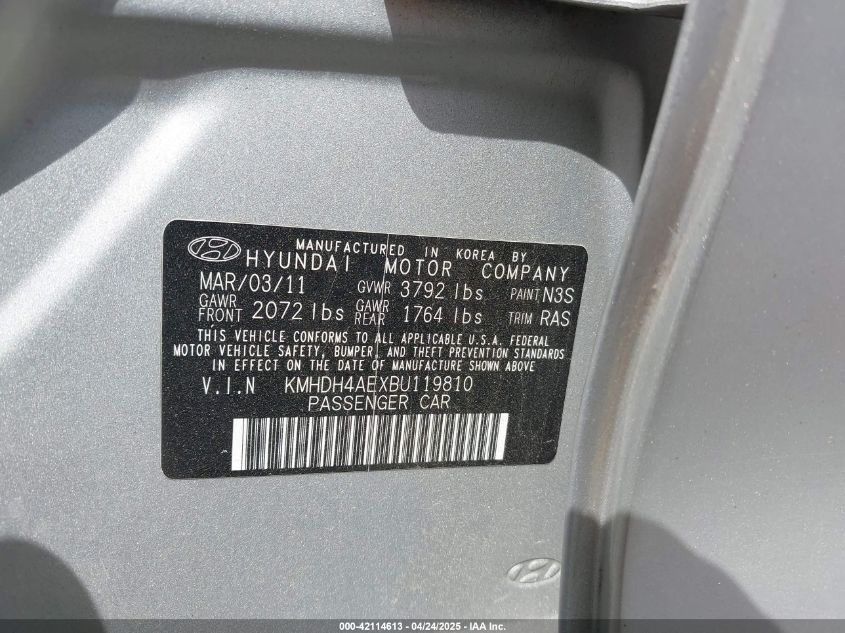 MANUFACTURED IN KOREA BY
HYUNDAI MOTOR COMPANY
MAR/03/11 GVWR 3792 lbs PAINT N3S
GAWR FRONT 2072 lbs GAWR REAR 1764 lbs TRIM RAS
THIS VEHICLE CONFORMS TO ALL APPLICABLE U.S.A. FEDERAL
MOTOR VEHICLE SAFETY, BUMPER, AND THEFT PREVENTION STANDARDS
IN EFFECT ON THE DATE OF MANUFACTURE SHOWN ABOVE
V.I.N KMHDH4AEXBU119810
PASSENGER CAR
000-42114613 - 04/24/2025 - IAA Inc.